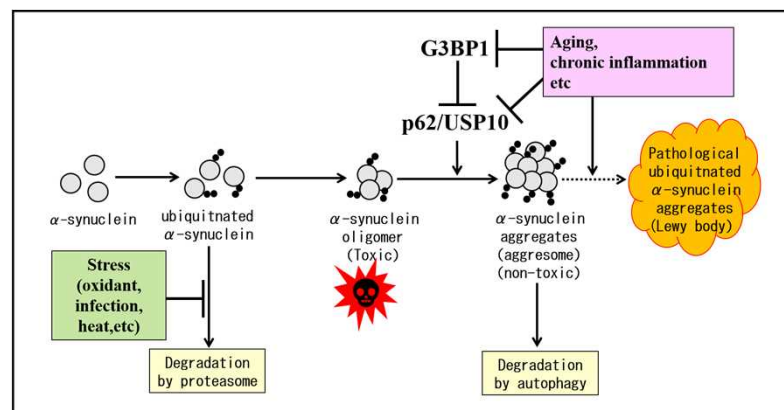 G3BP1
Aging,
chronic inflammation
etc
p62/USP10
Pathological
ubiquitnated
α-synuclein
aggregates
(Lewy body)
α-synuclein
ubiquitnated
α-synuclein
α-synuclein
oligomer
(Toxic)
α-synuclein
aggregates
(aggresome)
(non-toxic)
Stress
(oxidant,
infection,
heat,etc)
Degradation
by proteasome
Degradation
by autophagy